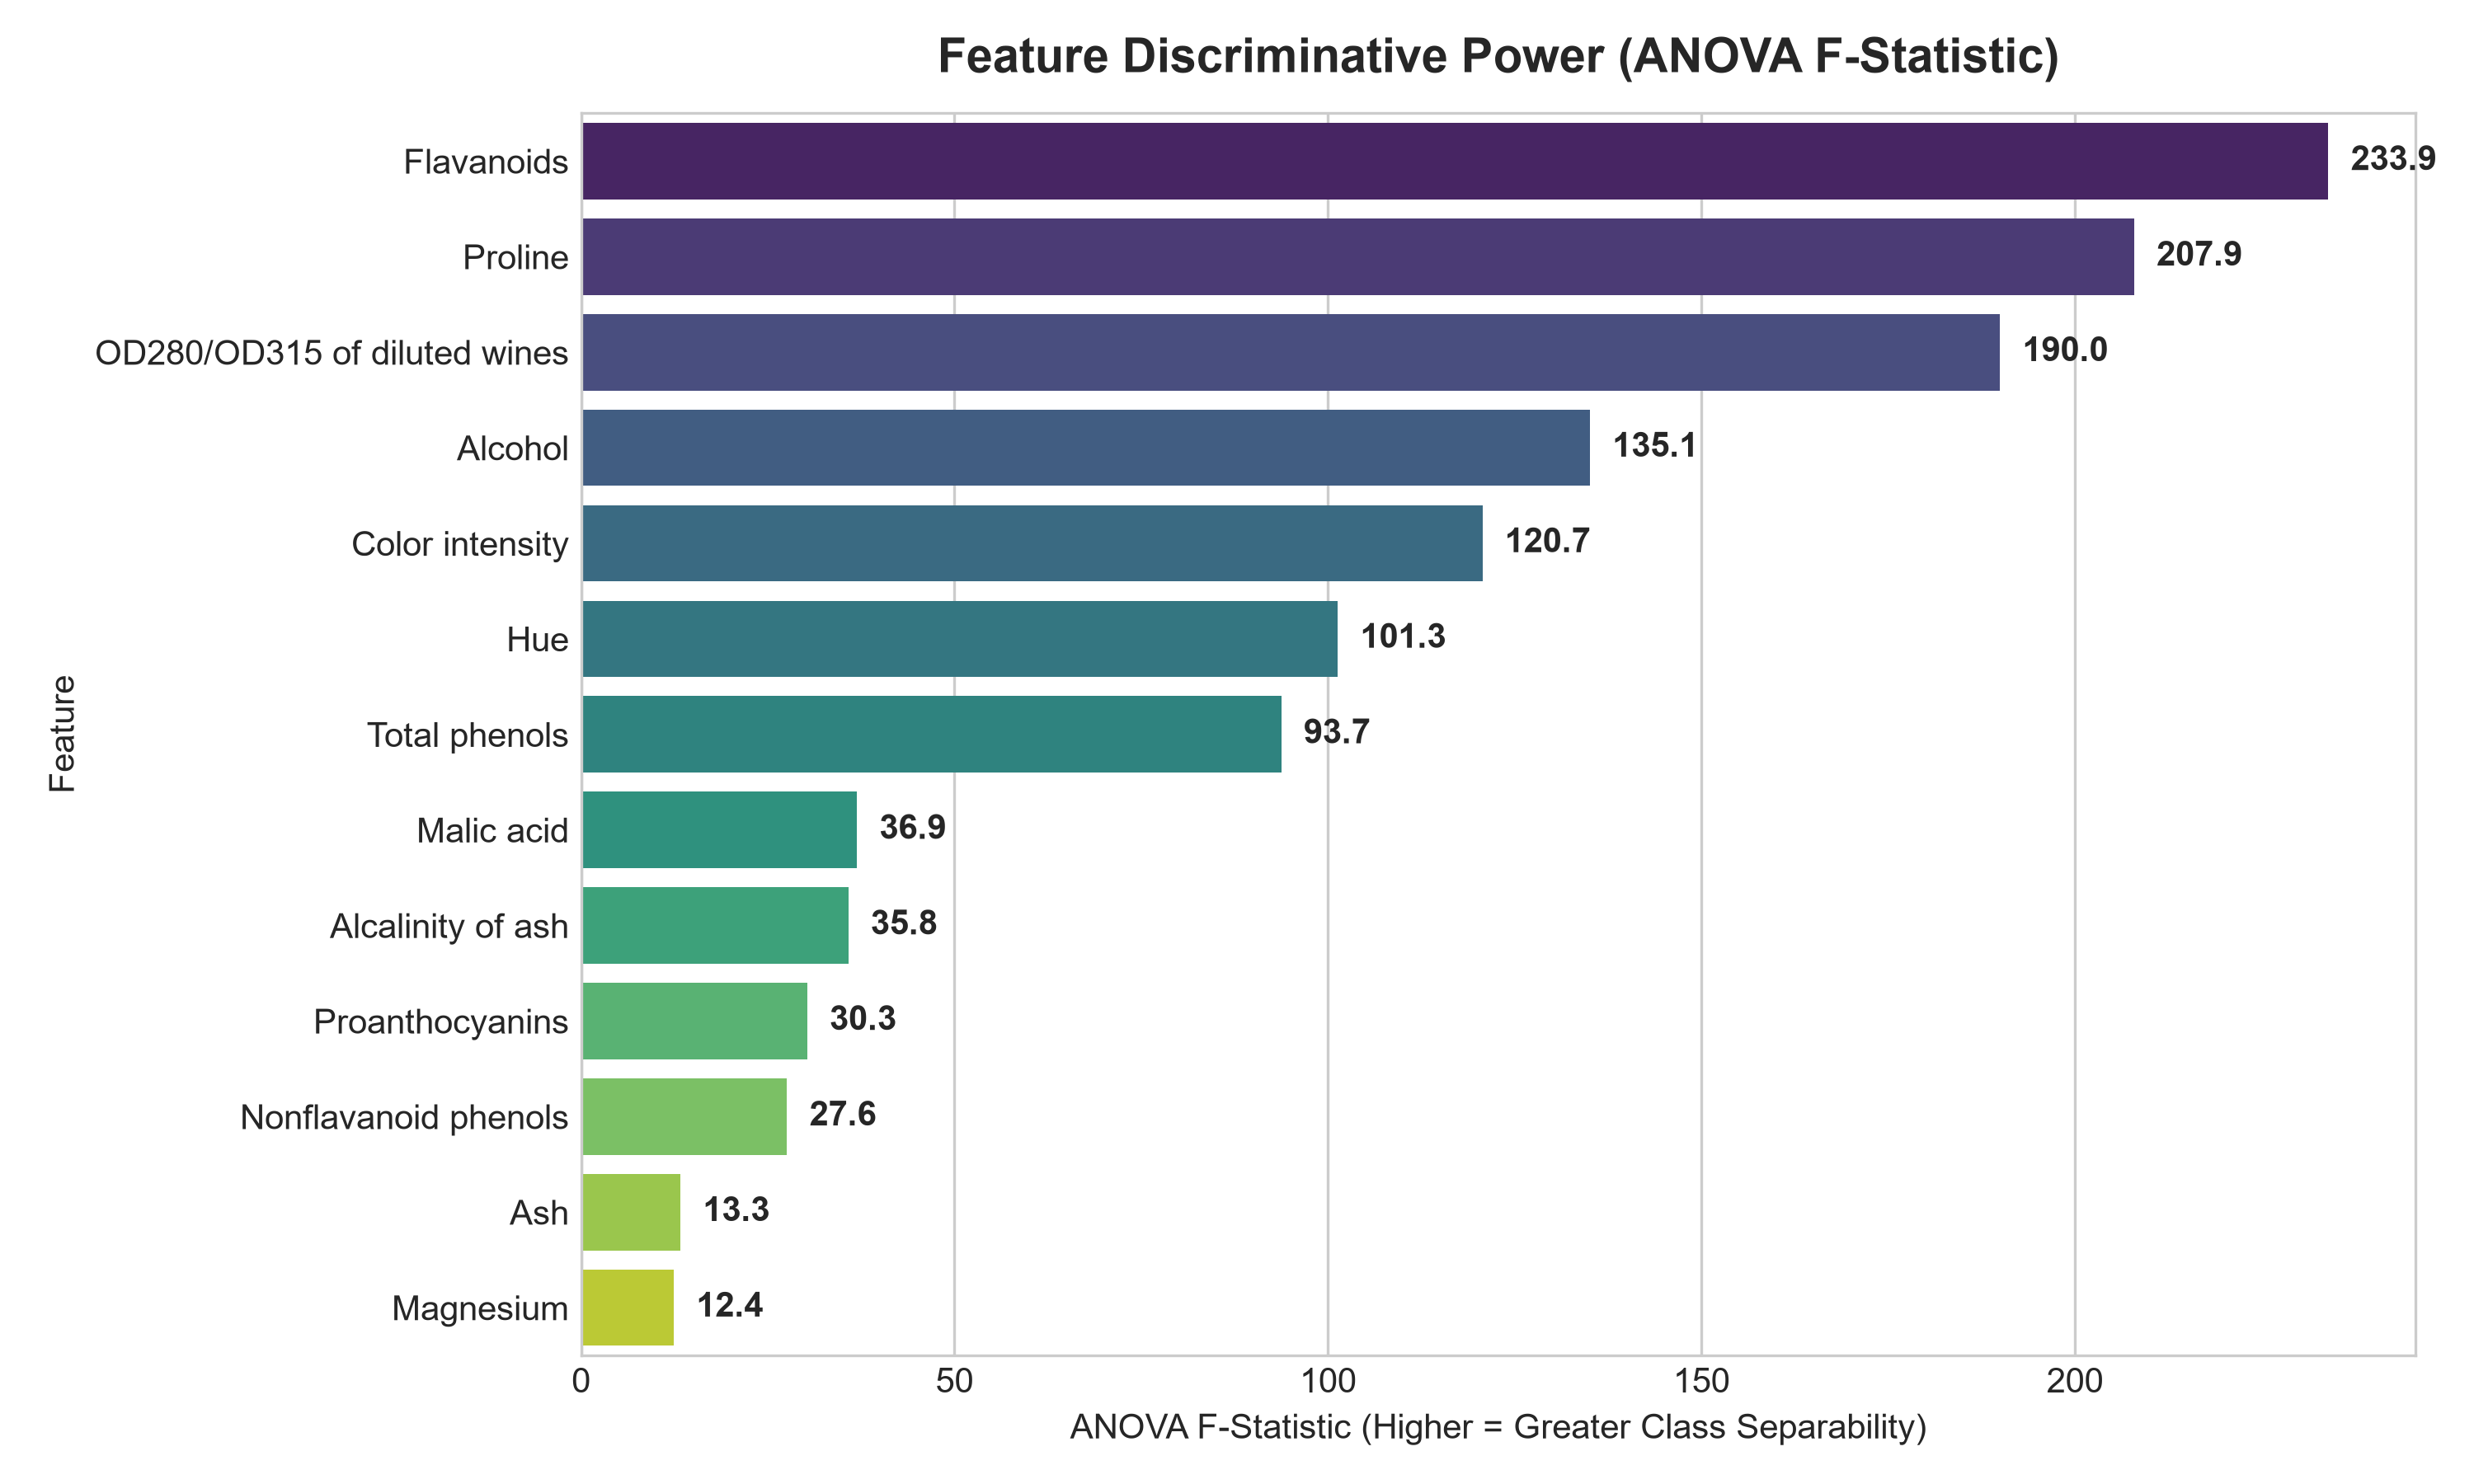 Feature Discriminative Power (ANOVA F-Statistic)
Flavanoids 233.9
Proline 207.9
OD280/OD315 of diluted wines 190.0
Alcohol 135.1
Color intensity 120.7
Hue 101.3
Total phenols 93.7
Malic acid 36.9
Alcalinity of ash 35.8
Proanthocyanins 30.3
Nonflavanoid phenols 27.6
Ash 13.3
Magnesium 12.4
Feature
0 50 100 150 200
ANOVA F-Statistic (Higher = Greater Class Separability)